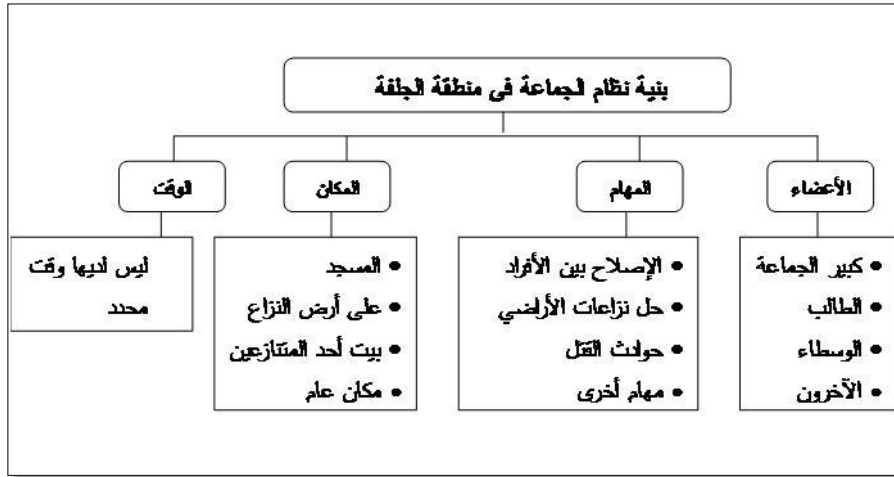 بنية نظام الجماعة في منطقة الجلفة
الأعضاء
المهام
المكان
الوقت
كبير الجماعة
الطالب
الوسطاء
الآخرون
الإصلاح بين الأفراد
حل نزاعات الأراضي
حوادث القتل
مهام أخرى
المسجد
على أرض النزاع
بيت أحد المتنازعين
مكان عام
ليس لديها وقت
محدد